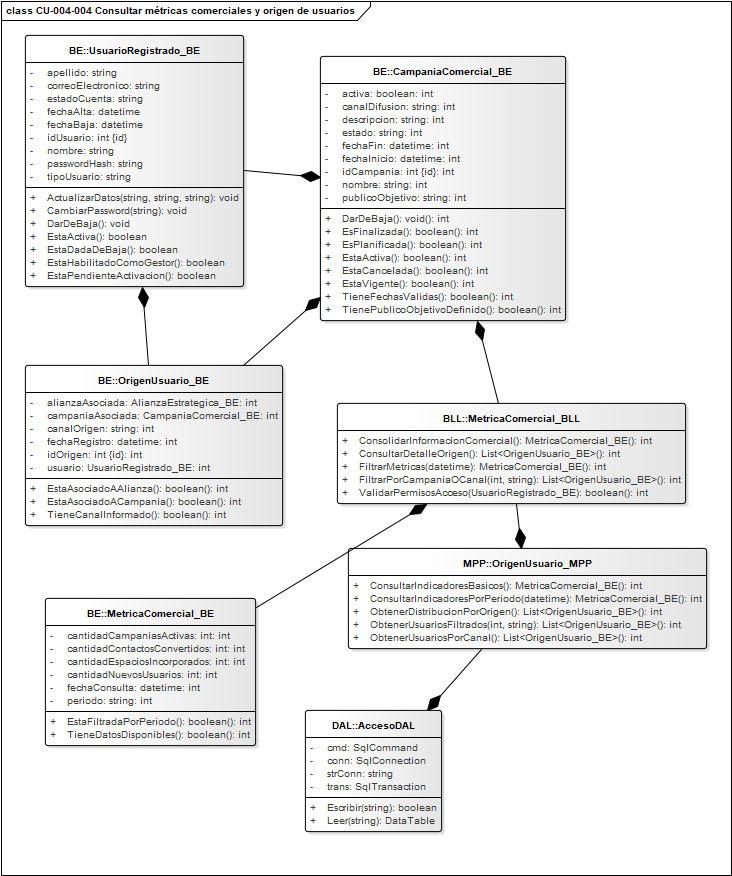 class CU-004-004 Consultar métricas comerciales y origen de usuarios
BE::UsuarioRegistrado_BE
- apellido: string
- correoElectronico: string
- estadoCuenta: string
- fechaAlta: datetime
- fechaBaja: datetime
- idUsuario: int {id}
- nombre: string
- passwordHash: string
- tipoUsuario: string
+ ActualizarDatos(string, string, string): void
+ CambiarPassword(string): void
+ DarDeBaja(): void
+ EstaActiva(): boolean
+ EstaDadaDeBaja(): boolean
+ EstaHabilitadoComoGestor(): boolean
+ EstaPendienteActivacion(): boolean
BE::CampaniaComercial_BE
- activa: boolean: int
- canalDifusion: string: int
- descripcion: string: int
- estado: string: int
- fechaFin: datetime: int
- fechaInicio: datetime: int
- idCampania: int {id}: int
- nombre: string: int
- publicoObjetivo: string: int
+ DarDeBaja(): void(): int
+ EsFinalizada(): boolean(): int
+ EsPlanificada(): boolean(): int
+ EstaActiva(): boolean(): int
+ EstaCancelada(): boolean(): int
+ EstaVigente(): boolean(): int
+ TieneFechasValidas(): boolean(): int
+ TienePublicoObjetivoDefinido(): boolean(): int
BE::OrigenUsuario_BE
- alianzaAsociada: AlianzaEstrategica_BE: int
- campaniaAsociada: CampaniaComercial_BE: int
- canalOrigen: string: int
- fechaRegistro: datetime: int
- idOrigen: int {id}: int
- usuario: UsuarioRegistrado_BE: int
+ EstaAsociadoAAlianza(): boolean(): int
+ EstaAsociadoACampania(): boolean(): int
+ TieneCanalInformado(): boolean(): int
BLL::MetricaComercial_BLL
+ ConsolidarInformacionComercial(): MetricaComercial_BE(): int
+ ConsultarDetalleOrigen(): List<OrigenUsuario_BE>(): int
+ FiltrarMetricas(datetime): MetricaComercial_BE(): int
+ FiltrarPorCampaniaOCanal(int, string): List<OrigenUsuario_BE>(): int
+ ValidarPermisosAcceso(UsuarioRegistrado_BE): boolean(): int
MPP::OrigenUsuario_MPP
+ ConsultarIndicadoresBasicos(): MetricaComercial_BE(): int
+ ConsultarIndicadoresPorPeriodo(datetime): MetricaComercial_BE(): int
+ ObtenerDistribucionPorOrigen(): List<OrigenUsuario_BE>(): int
+ ObtenerUsuariosFiltrados(int, string): List<OrigenUsuario_BE>(): int
+ ObtenerUsuariosPorCanal(): List<OrigenUsuario_BE>(): int
BE::MetricaComercial_BE
- cantidadCampaniasActivas: int: int
- cantidadContactosConvertidos: int: int
- cantidadEspaciosIncorporados: int: int
- cantidadNuevosUsuarios: int: int
- fechaConsulta: datetime: int
- periodo: string: int
+ EstaFiltradaPorPeriodo(): boolean(): int
+ TieneDatosDisponibles(): boolean(): int
DAL::AccesoDAL
- cmd: SqlCommand
- conn: SqlConnection
- strConn: string
- trans: SqlTransaction
+ Escribir(string): boolean
+ Leer(string): DataTable